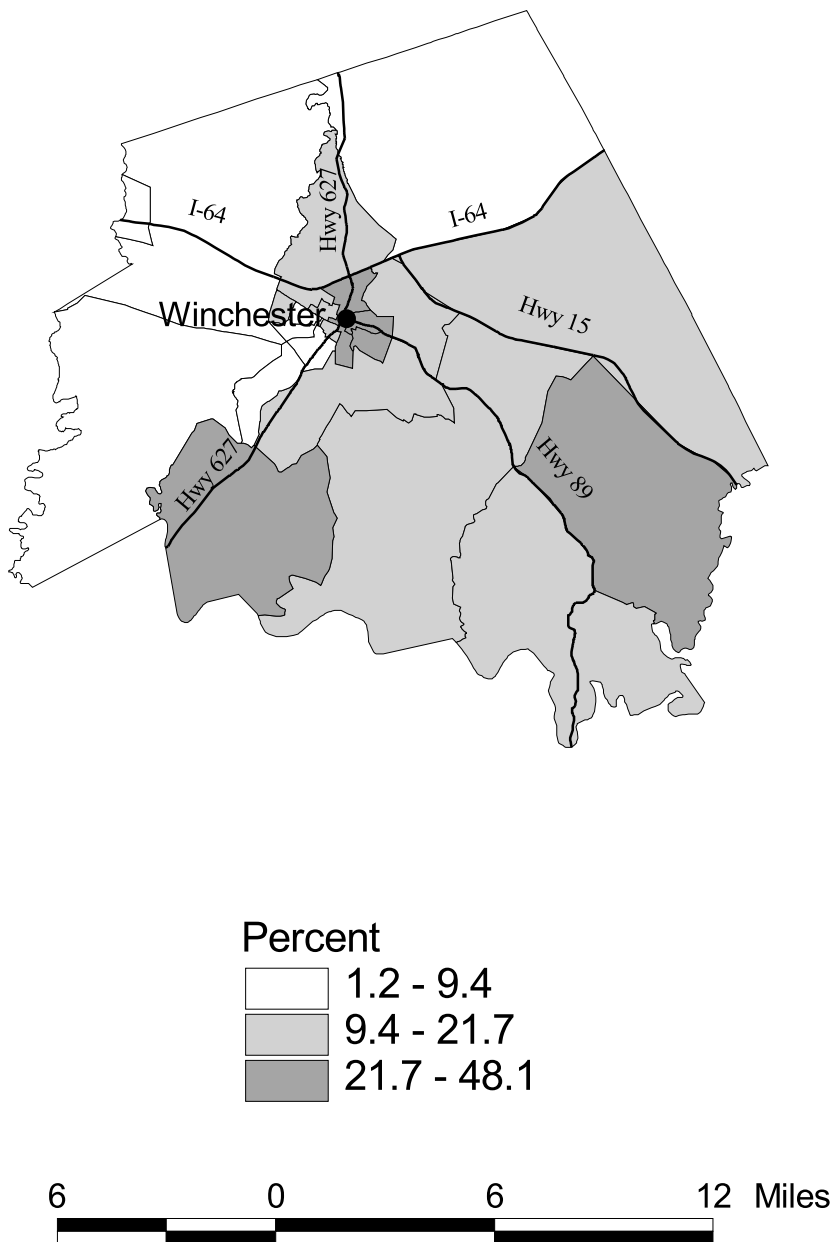 Hwy 627
I-64
I-64
Winchester
Hwy 15
Hwy 627
Hwy 89
Percent
1.2 - 9.4
9.4 - 21.7
21.7 - 48.1
6 0 6 12 Miles